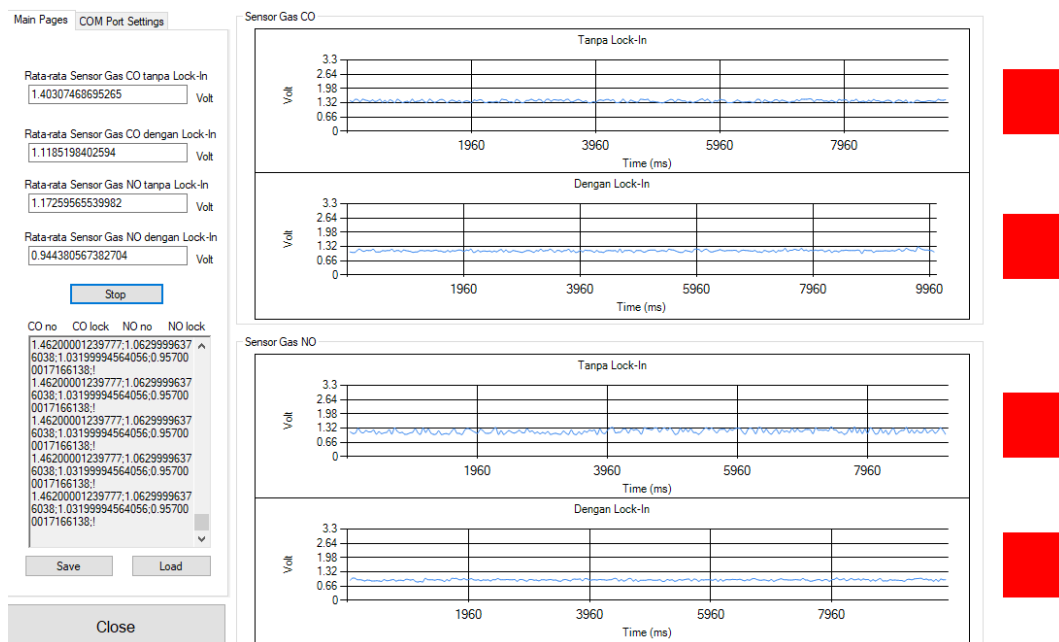 Main Pages
COM Port Settings
Rata-rata Sensor Gas CO tanpa Lock-In
1.40307468695265
Volt
Rata-rata Sensor Gas CO dengan Lock-In
1.1185198402594
Volt
Rata-rata Sensor Gas NO tanpa Lock-In
1.17259565539982
Volt
Rata-rata Sensor Gas NO dengan Lock-In
0.944380567382704
Volt
Stop
CO no CO lock NO no NO lock
1.46200001239777;1.0629999637
6038;1.03199994564056;0.95700
0017166138;!
1.46200001239777;1.0629999637
6038;1.03199994564056;0.95700
0017166138;!
1.46200001239777;1.0629999637
6038;1.03199994564056;0.95700
0017166138;!
1.46200001239777;1.0629999637
6038;1.03199994564056;0.95700
0017166138;!
1.46200001239777;1.0629999637
6038;1.03199994564056;0.95700
0017166138;!
Save
Load
Close
Sensor Gas CO
Tanpa Lock-In
Volt
3.3
2.64
1.98
1.32
0.66
0
1960 3960 5960 7960
Time (ms)
Dengan Lock-In
Volt
3.3
2.64
1.98
1.32
0.66
0
1960 3960 5960 7960 9960
Time (ms)
Sensor Gas NO
Tanpa Lock-In
Volt
3.3
2.64
1.98
1.32
0.66
0
1960 3960 5960 7960
Time (ms)
Dengan Lock-In
Volt
3.3
2.64
1.98
1.32
0.66
0
1960 3960 5960 7960
Time (ms)